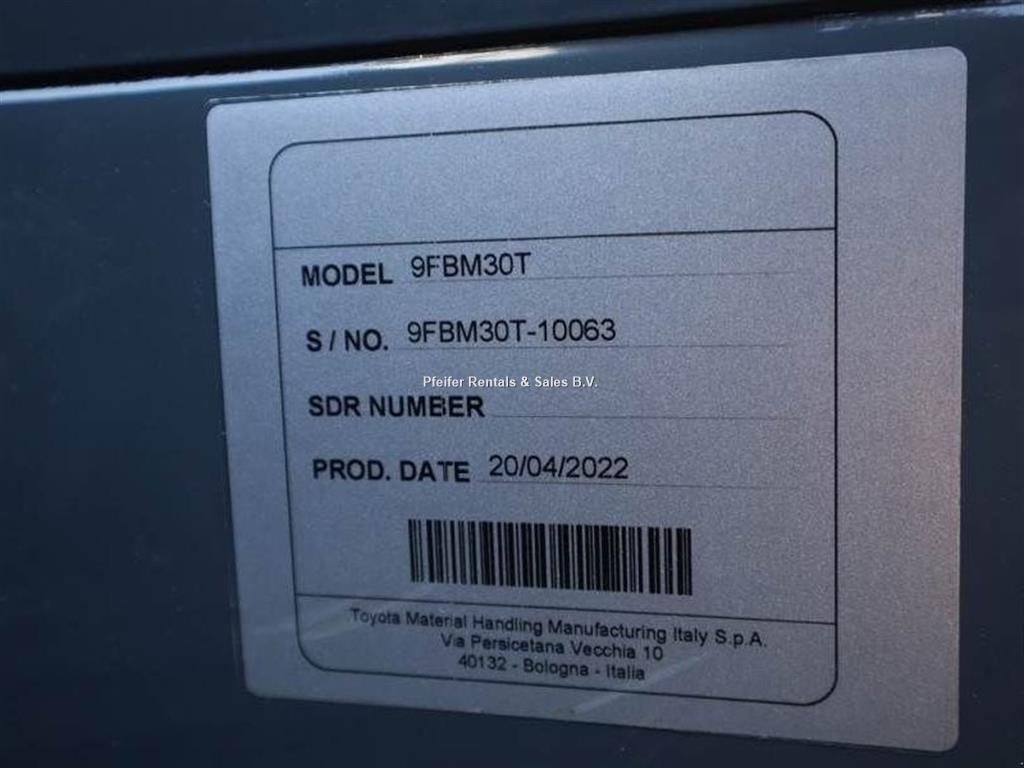 MODEL 9FBM30T
S / NO. 9FBM30T-10063
Pfeifer Rentals & Sales B.V.
SDR NUMBER
PROD. DATE 20/04/2022
Toyota Material Handling Manufacturing Italy S.p.A.
Via Persicetana Vecchia 10
40132 - Bologna - Italia